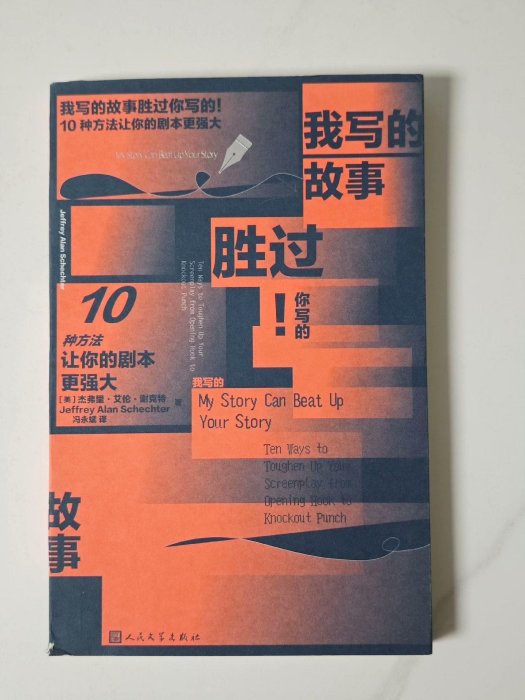 我写的故事胜过你写的！
10 种方法让你的剧本更强大
My Story Can Beat Up Your Story
我写的
故事
胜过
！
你写的
Jeffrey Alan Schechter
Ten Ways to Toughen Up Your
Screenplay from Opening Hook to
Knockout Punch
10
种方法
让你的剧本
更强大
[美] 杰弗里·艾伦·谢克特
Jeffrey Alan Schechter
著
冯永斌 译
我写的
My Story Can Beat Up
Your Story
Ten Ways to
Toughen Up Your
Screenplay from
Opening Hook to
Knockout Punch
故
事
人民文学出版社